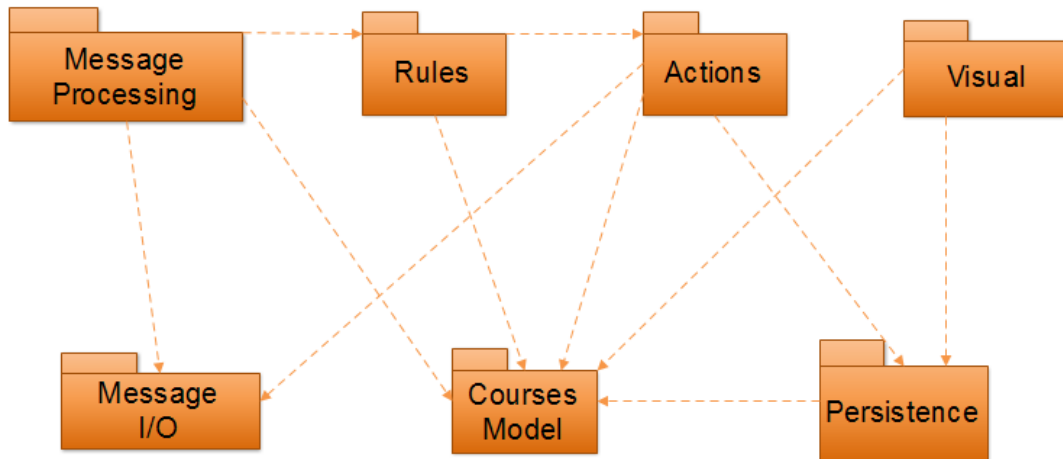 Message
Processing
Rules
Actions
Visual
Message
I/O
Courses
Model
Persistence